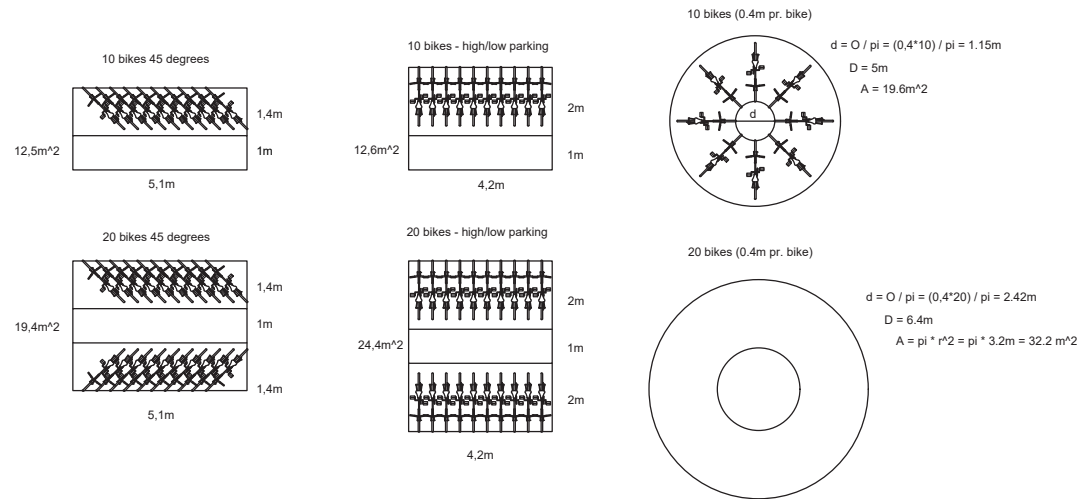 10 bikes 45 degrees
1,4m
12,5m^2
1m
5,1m
10 bikes - high/low parking
2m
12,6m^2
1m
4,2m
10 bikes (0.4m pr. bike)
d
d = O / pi = (0,4*10) / pi = 1.15m
D = 5m
A = 19.6m^2
20 bikes 45 degrees
1,4m
19,4m^2
1m
1,4m
5,1m
20 bikes - high/low parking
2m
24,4m^2
1m
2m
4,2m
20 bikes (0.4m pr. bike)
d = O / pi = (0,4*20) / pi = 2.42m
D = 6.4m
A = pi * r^2 = pi * 3.2m = 32.2 m^2